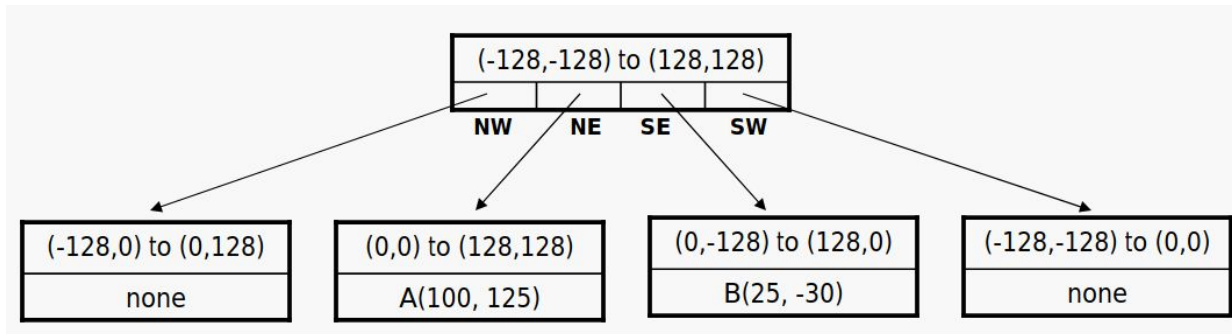 (-128,-128) to (128,128)
NW NE SE SW
(-128,0) to (0,128) (0,0) to (128,128) (0,-128) to (128,0) (-128,-128) to (0,0)
none A(100, 125) B(25, -30) none